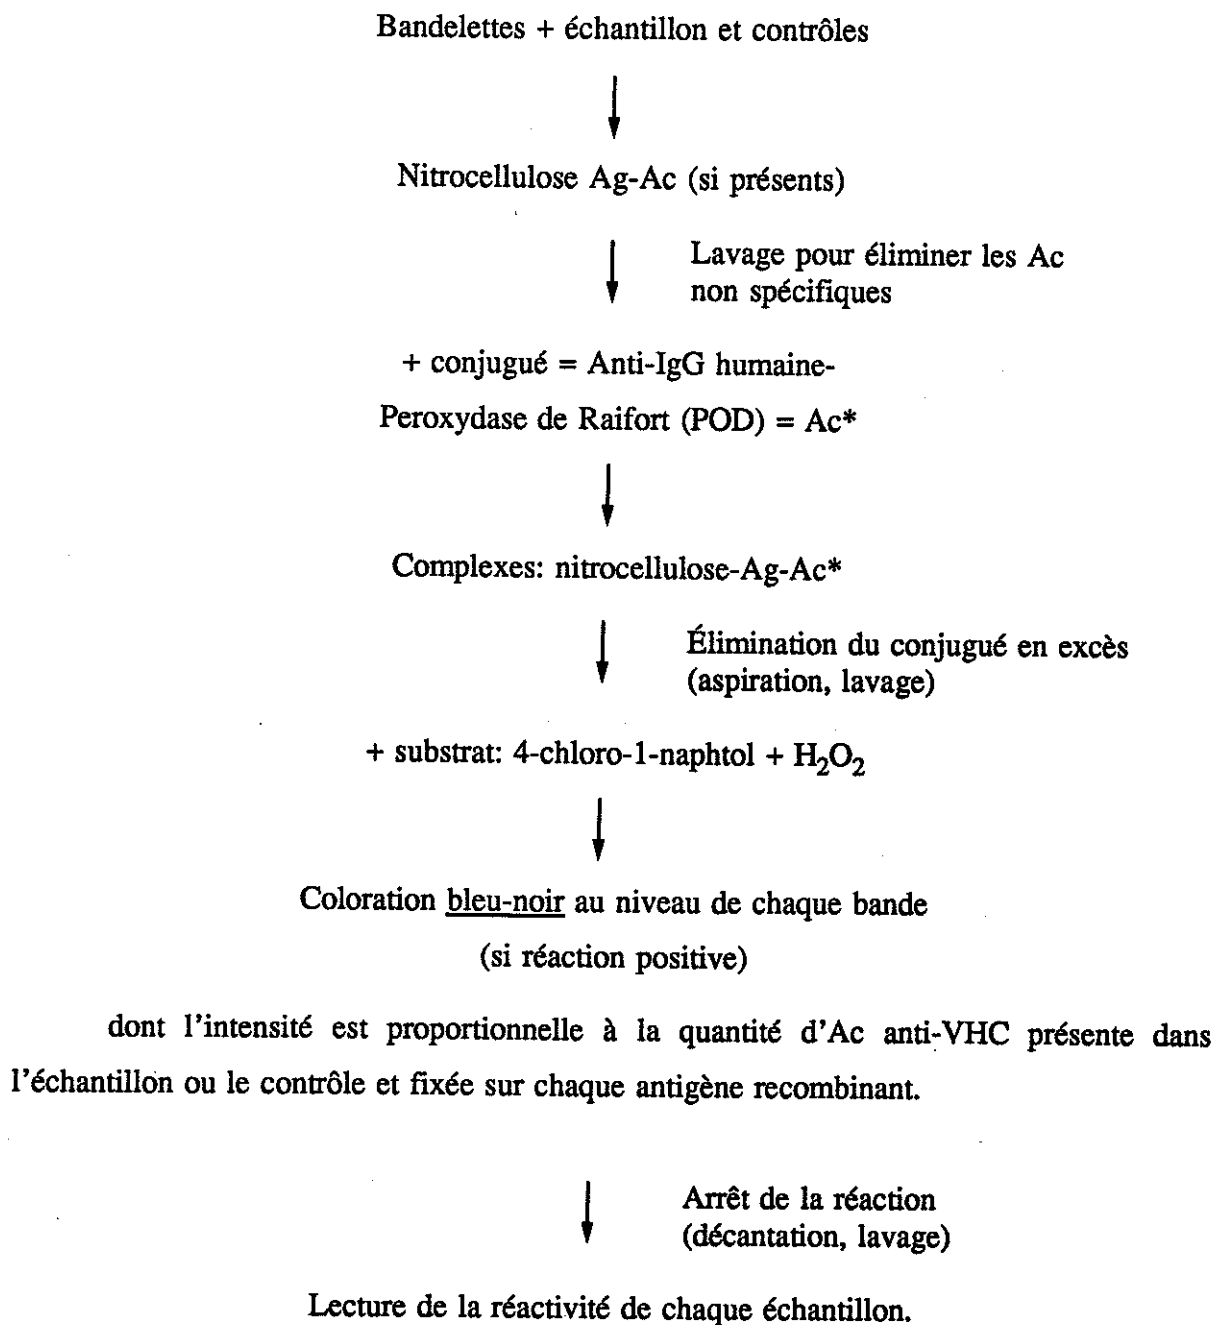 Bandelettes + échantillon et contrôles
Nitrocellulose Ag-Ac (si présents)
Lavage pour éliminer les Ac
non spécifiques
+ conjugué = Anti-IgG humaine-
Peroxydase de Raifort (POD) = Ac*
Complexes: nitrocellulose-Ag-Ac*
Élimination du conjugué en excès
(aspiration, lavage)
+ substrat: 4-chloro-1-naphtol + H₂O₂
Coloration bleu-noir au niveau de chaque bande
(si réaction positive)
dont l'intensité est proportionnelle à la quantité d'Ac anti-VHC présente dans
l'échantillon ou le contrôle et fixée sur chaque antigène recombinant.
Arrêt de la réaction
(décantation, lavage)
Lecture de la réactivité de chaque échantillon.